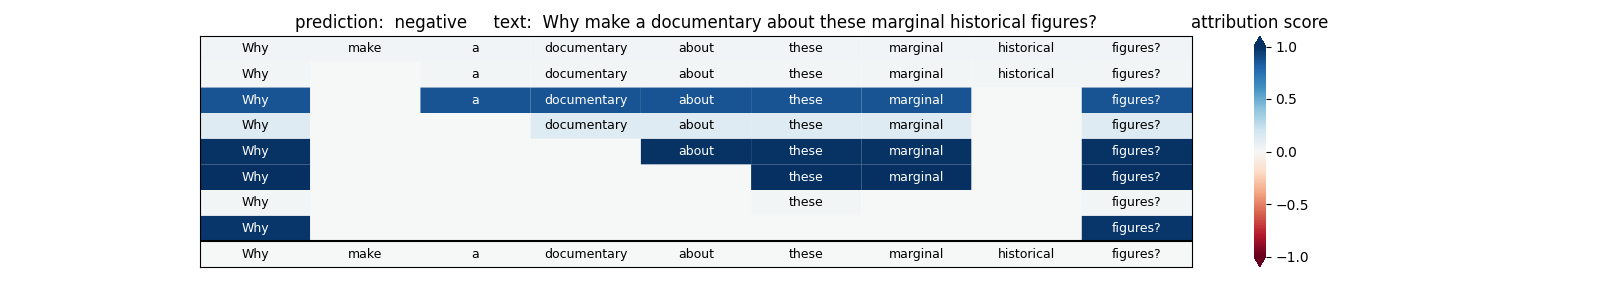 prediction: negative text: Why make a documentary about these marginal historical figures? attribution score
Why make a documentary about these marginal historical figures? 1.0
Why a documentary about these marginal historical figures?
Why a documentary about these marginal figures? 0.5
Why documentary about these marginal figures?
Why about these marginal figures? 0.0
Why these marginal figures?
Why these figures? −0.5
Why figures?
Why make a documentary about these marginal historical figures? −1.0